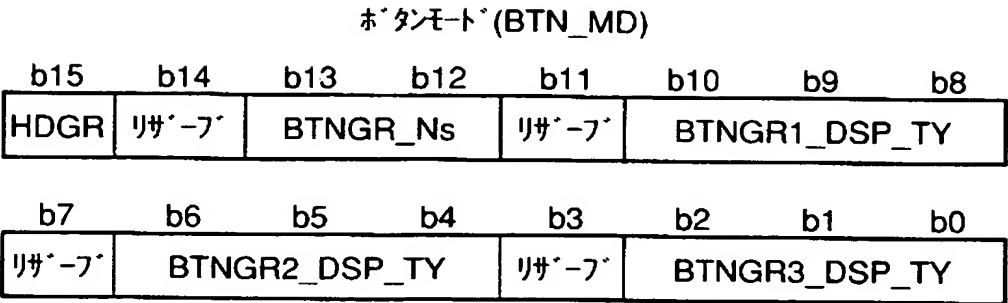 ボタンモード(BTN_MD)
b15 b14 b13 b12 b11 b10 b9 b8
HDGR リザーブ BTNGR_Ns リザーブ BTNGR1_DSP_TY
b7 b6 b5 b4 b3 b2 b1 b0
リザーブ BTNGR2_DSP_TY リザーブ BTNGR3_DSP_TY